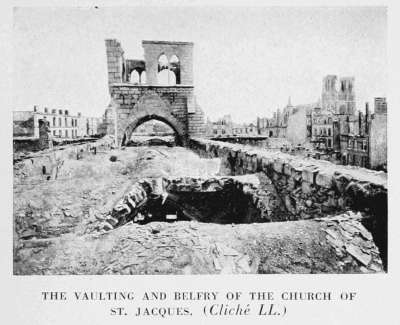 THE VAULTING AND BELFRY OF THE CHURCH OF
ST. JACQUES. (Cliché LL.)